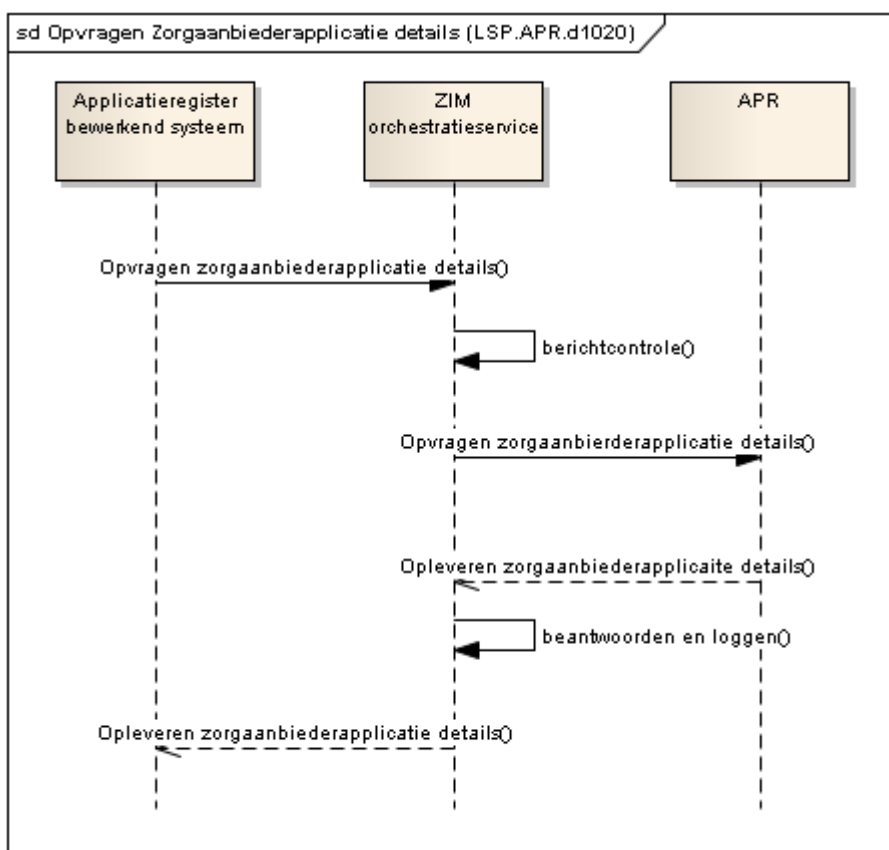 sd Opvragen Zorgaanbiederapplicatie details (LSP.APR.d1020)
Applicatieregister
bewerkend systeem
ZIM
orchestratieservice
APR
Opvragen zorgaanbiederapplicatie details()
berichtcontrole()
Opvragen zorgaanbierderapplicatie details()
Opleveren zorgaanbiederapplicaite details()
beantwoorden en loggen()
Opleveren zorgaanbiederapplicatie details()